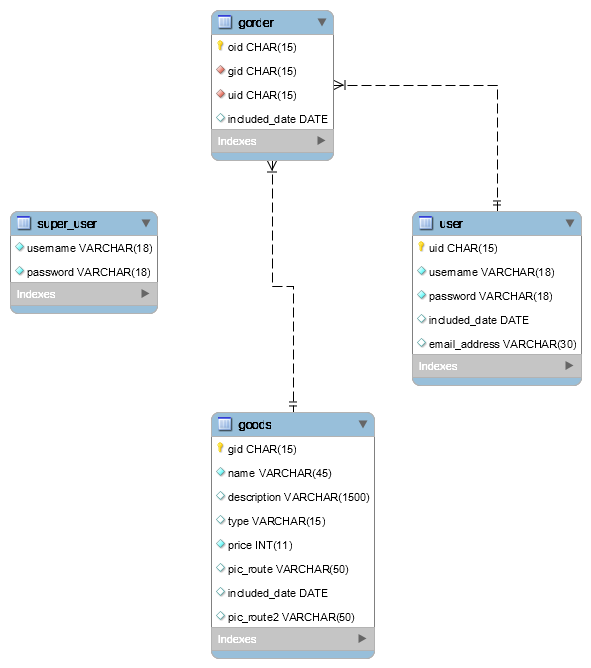 gorder
oid CHAR(15)
gid CHAR(15)
uid CHAR(15)
included_date DATE
Indexes
super_user
username VARCHAR(18)
password VARCHAR(18)
Indexes
user
uid CHAR(15)
username VARCHAR(18)
password VARCHAR(18)
included_date DATE
email_address VARCHAR(30)
Indexes
goods
gid CHAR(15)
name VARCHAR(45)
description VARCHAR(1500)
type VARCHAR(15)
price INT(11)
pic_route VARCHAR(50)
included_date DATE
pic_route2 VARCHAR(50)
Indexes